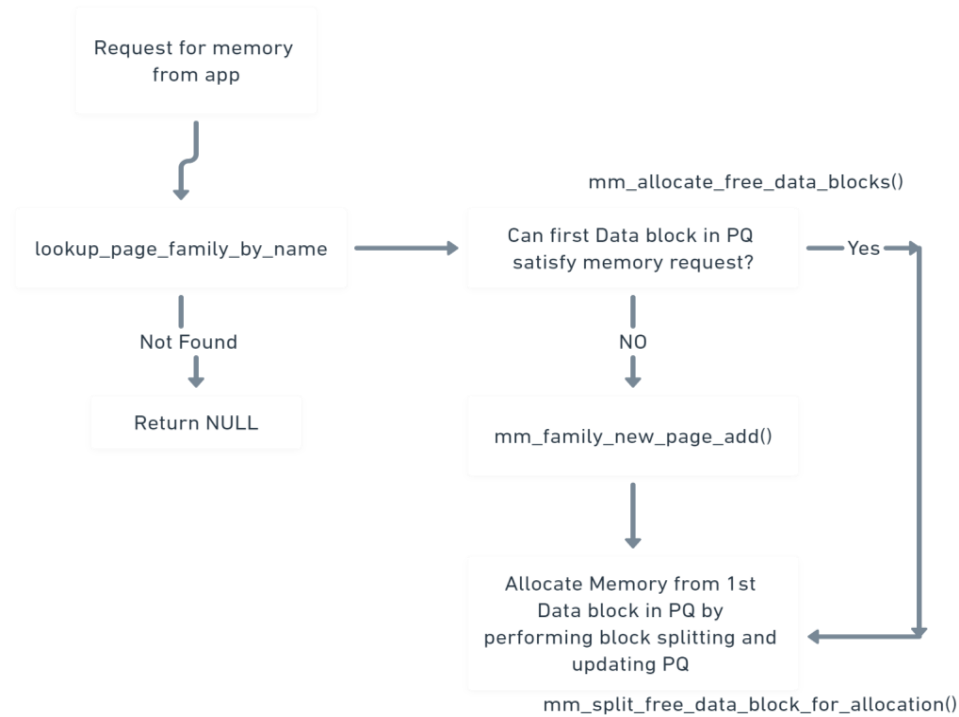 Request for memory
from app
mm_allocate_free_data_blocks()
lookup_page_family_by_name
Can first Data block in PQ
satisfy memory request?
Yes
Not Found
NO
Return NULL
mm_family_new_page_add()
Allocate Memory from 1st
Data block in PQ by
performing block splitting and
updating PQ
mm_split_free_data_block_for_allocation()